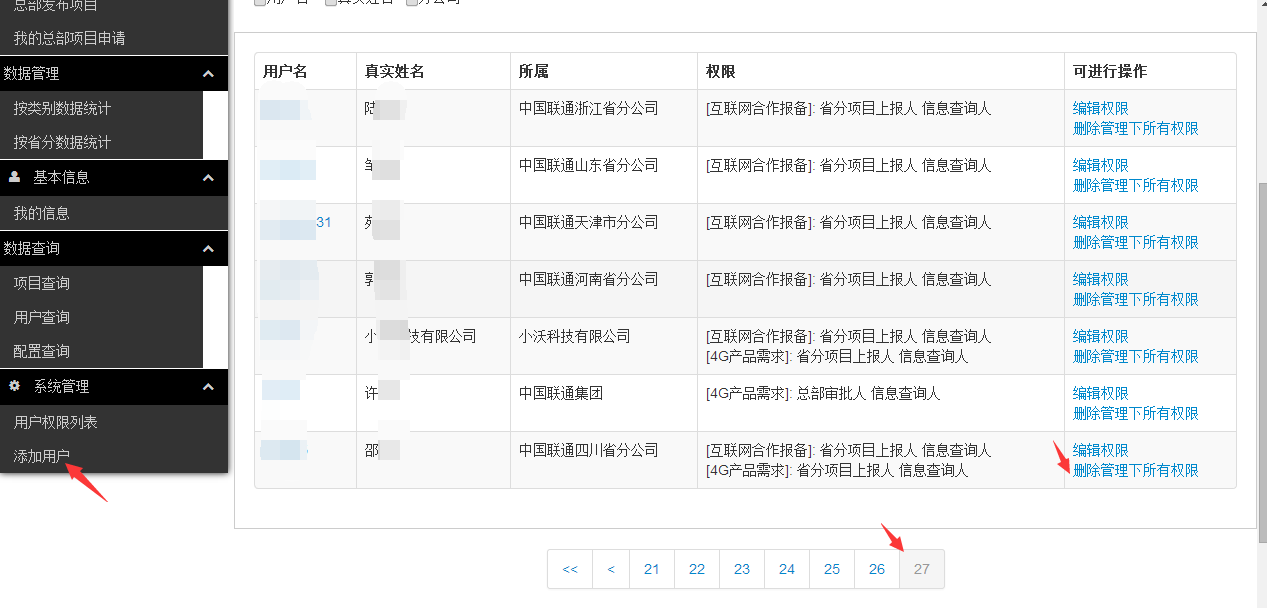 总部发布项目
我的总部项目申请
数据管理
按类别数据统计
按省分数据统计
基本信息
我的信息
数据查询
项目查询
用户查询
配置查询
系统管理
用户权限列表
添加用户
用户名 真实姓名 分公司
用户名 真实姓名 所属 权限 可进行操作
陆 中国联通浙江省分公司 [互联网合作报备]: 省分项目上报人 信息查询人 编辑权限
删除管理下所有权限
邹 中国联通山东省分公司 [互联网合作报备]: 省分项目上报人 信息查询人 编辑权限
删除管理下所有权限
31 中国联通天津市分公司 [互联网合作报备]: 省分项目上报人 信息查询人 编辑权限
删除管理下所有权限
郭 中国联通河南省分公司 [互联网合作报备]: 省分项目上报人 信息查询人 编辑权限
删除管理下所有权限
小 技有限公司 小沃科技有限公司 [互联网合作报备]: 省分项目上报人 信息查询人 编辑权限
[4G产品需求]: 省分项目上报人 信息查询人 删除管理下所有权限
许 中国联通集团 [4G产品需求]: 总部审批人 信息查询人 编辑权限
删除管理下所有权限
邵 中国联通四川省分公司 [互联网合作报备]: 省分项目上报人 信息查询人 编辑权限
[4G产品需求]: 省分项目上报人 信息查询人 删除管理下所有权限
<< < 21 22 23 24 25 26 27